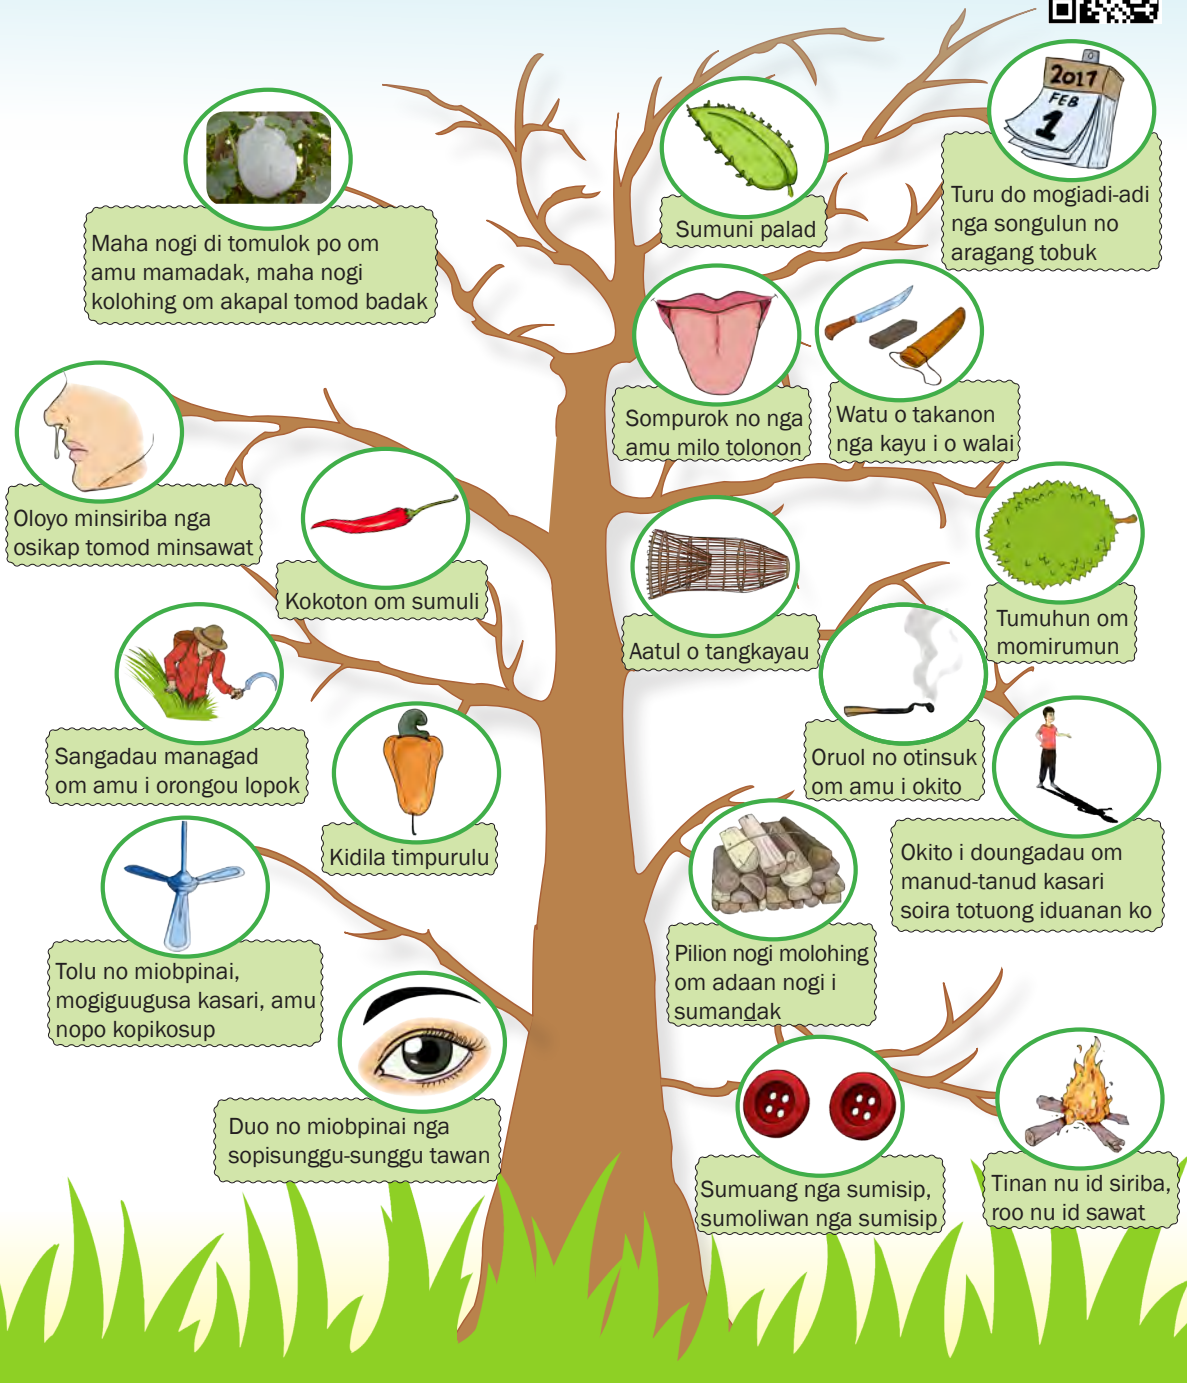 2017
FEB
1
Maha nogi di tomulok po om
amu mamadak, maha nogi
kolohing om akapal tomod badak
Sumuni palad
Turu do mogiadi-adi
nga songulun no
aragang tobuk
Sompurok no nga
amu milo tolonon
Watu o takanon
nga kayu i o walai
Oloyo minsiriba nga
osikap tomod minsawat
Kokoton om sumuli
Aatul o tangkayau
Tumuhun om
momirumun
Sangadau managad
om amu i orongou lopok
Kidila timpurulu
Oruol no otinsuk
om amu i okito
Okito i doungadau om
manud-tanud kasari
soira totuong iduanan ko
Tolu no miobpinai,
mogiguugusa kasari, amu
nopo kopikosup
Pilion nogi molohing
om adaan nogi i
sumandak
Duo no miobpinai nga
sopisunggu-sunggu tawan
Sumuang nga sumisip,
sumoliwan nga sumisip
Tinan nu id siriba,
roo nu id sawat